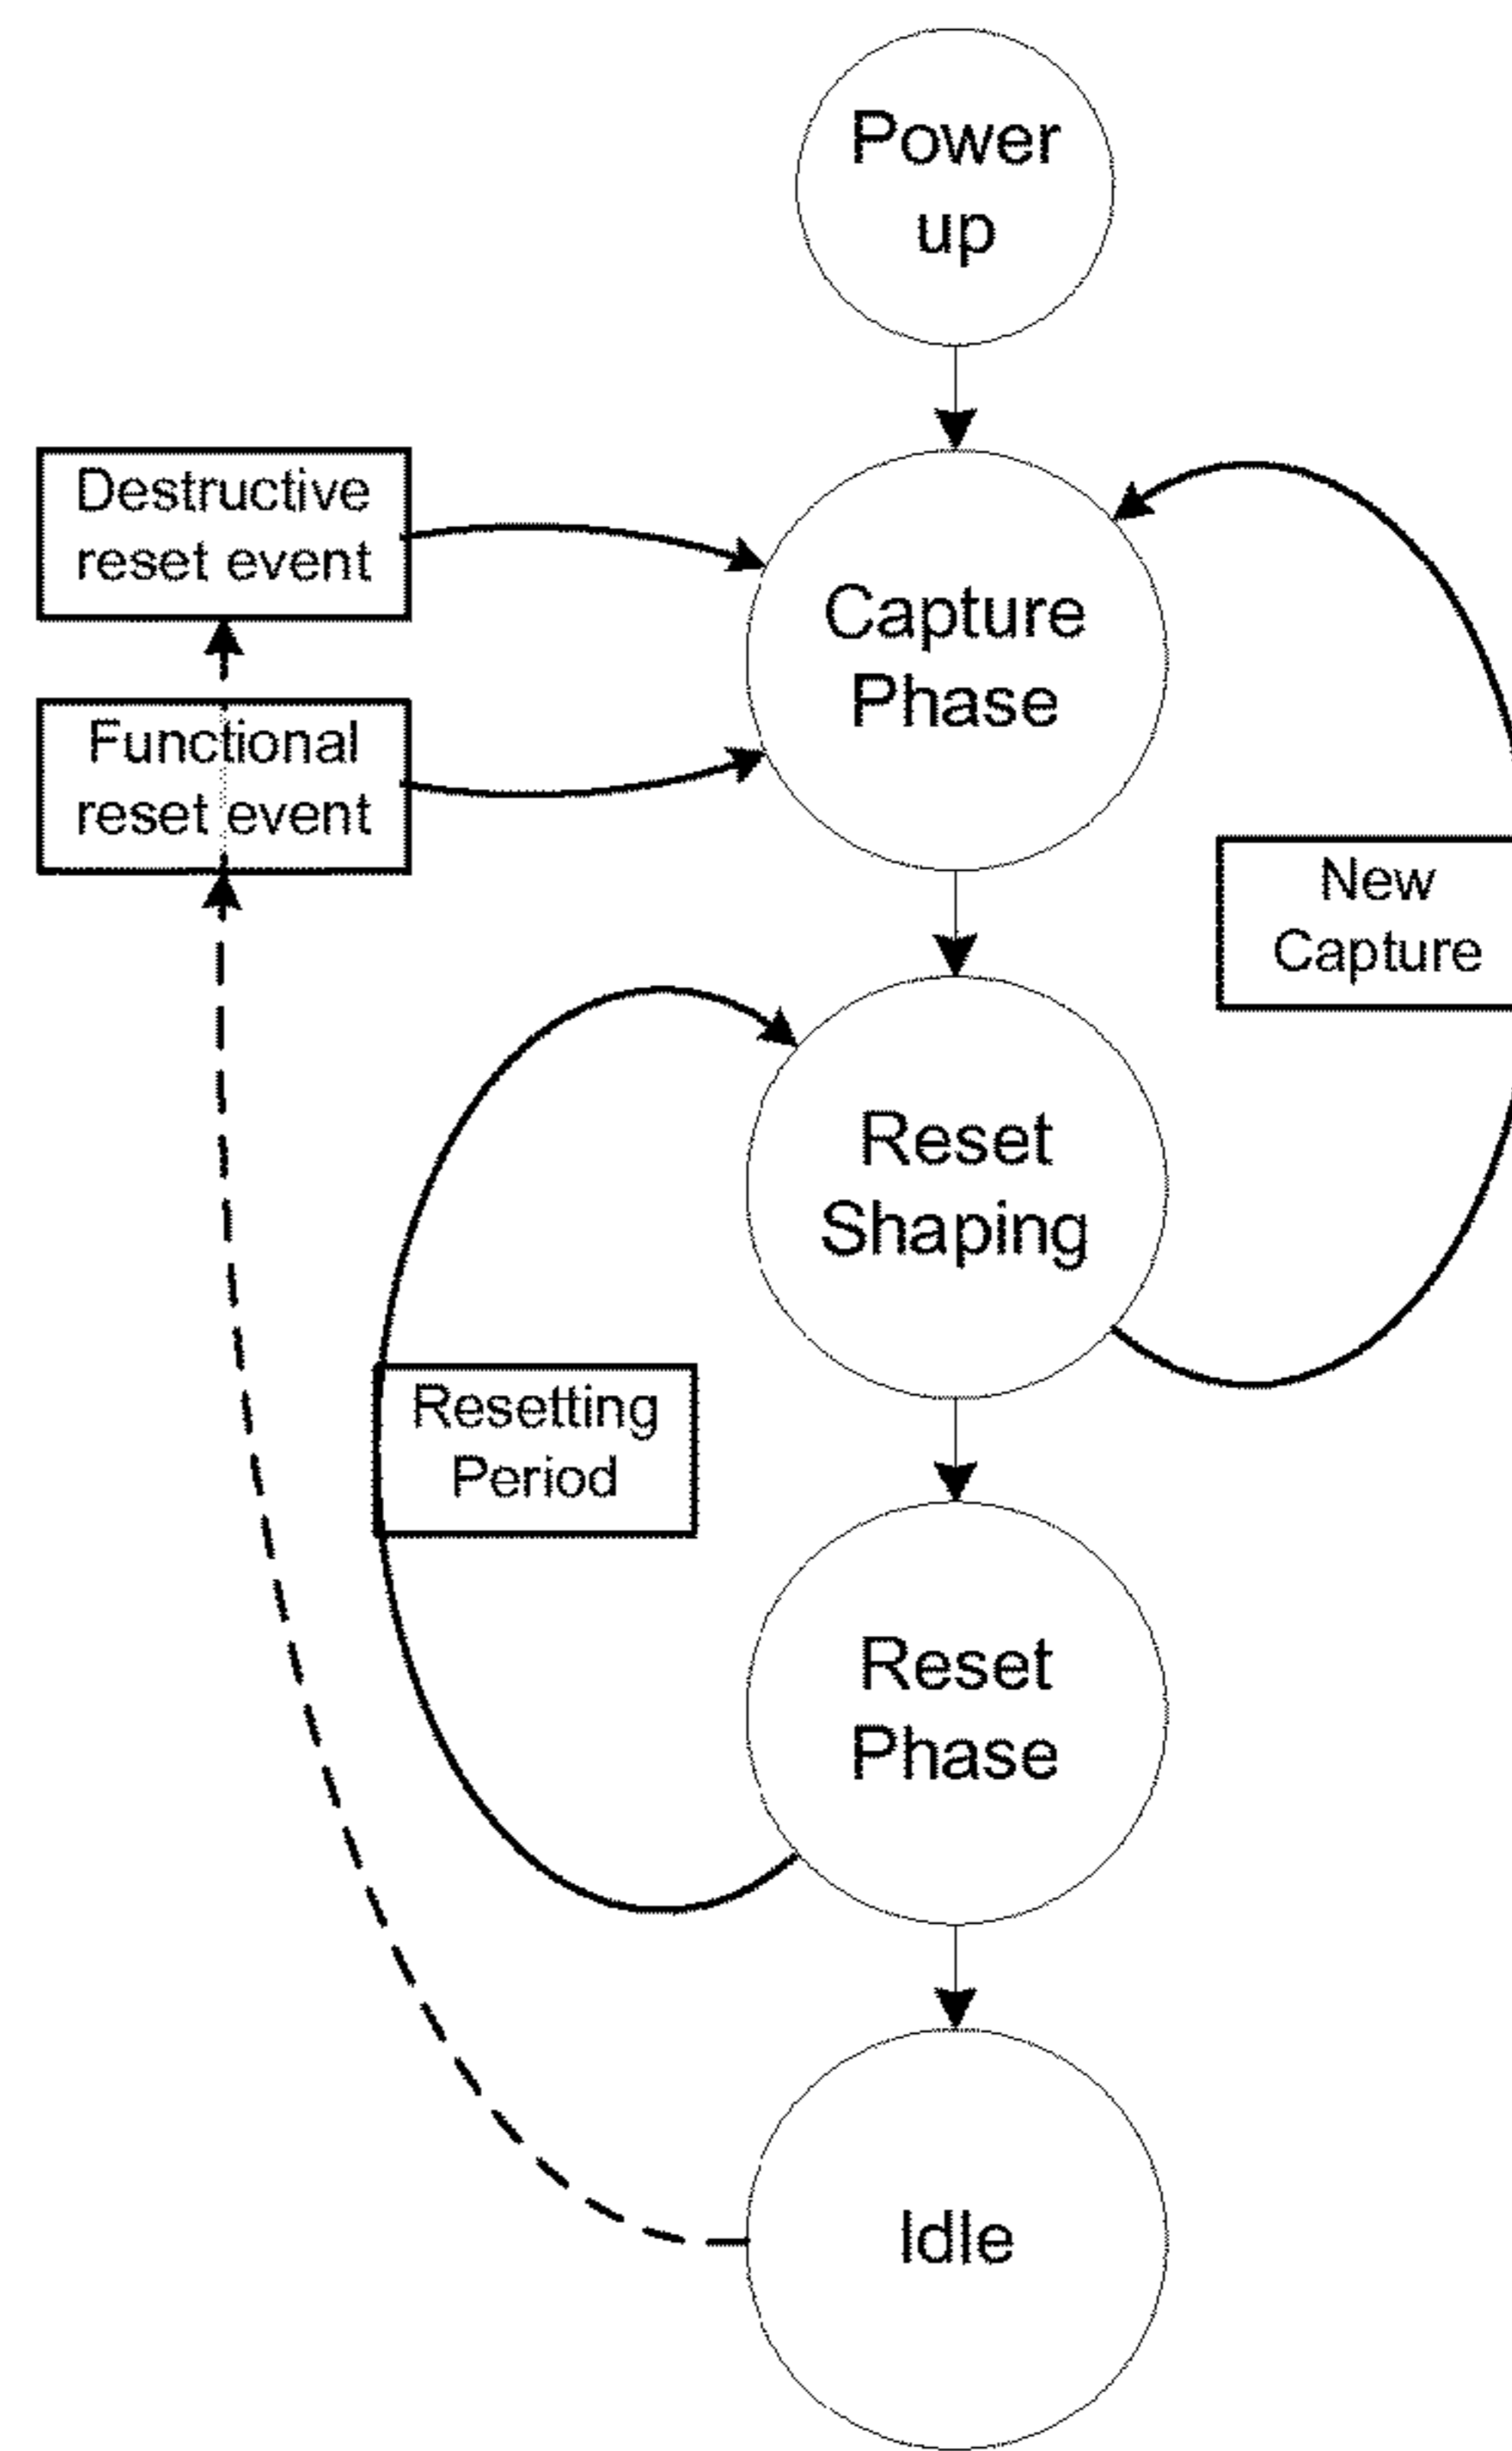 Power
up
Destructive
reset event
Capture
Phase
Functional
reset event
New
Capture
Reset
Shaping
Resetting
Period
Reset
Phase
Idle